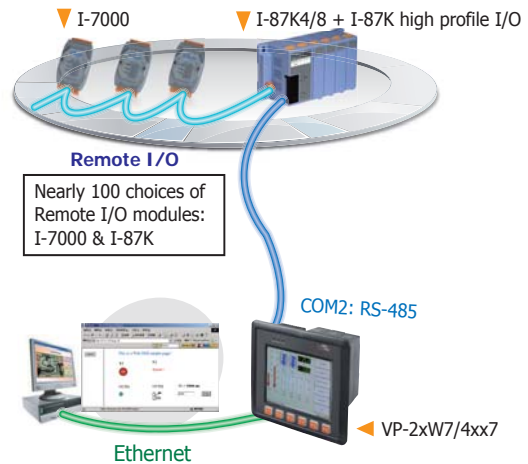 I-7000
I-87K4/8 + I-87K high profile I/O
Remote I/O
Nearly 100 choices of
Remote I/O modules:
I-7000 & I-87K
COM2: RS-485
VP-2xW7/4xx7
Ethernet